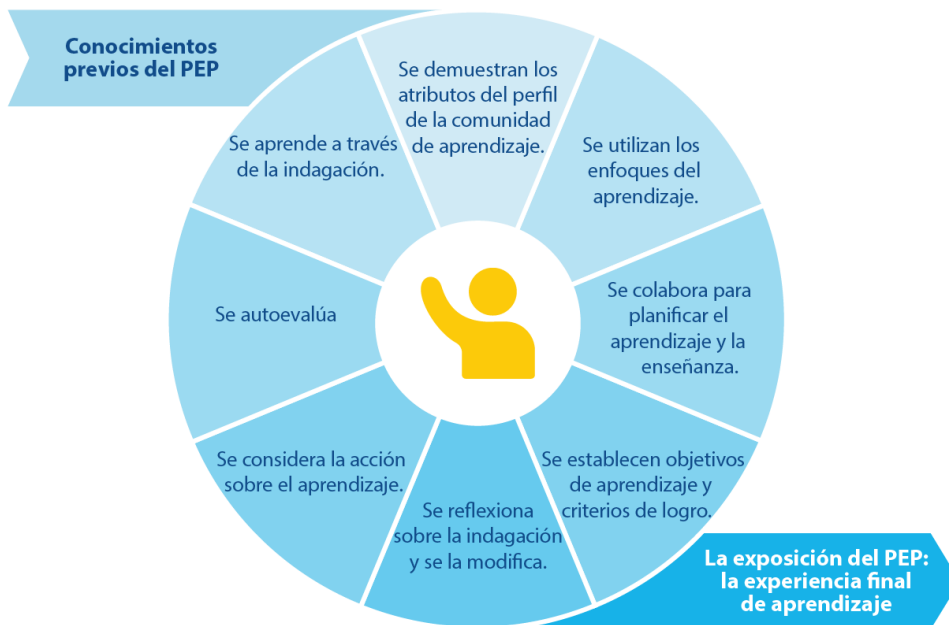 Conocimientos
previos del PEP
Se demuestran los
atributos del perfil
de la comunidad
de aprendizaje.
Se utilizan los
enfoques del
aprendizaje.
Se colabora para
planificar el
aprendizaje y la
enseñanza.
Se establecen objetivos
de aprendizaje y
criterios de logro.
Se reflexiona
sobre la indagación
y se la modifica.
Se considera la acción
sobre el aprendizaje.
Se autoevalúa
Se aprende a través
de la indagación.
La exposición del PEP:
la experiencia final
de aprendizaje